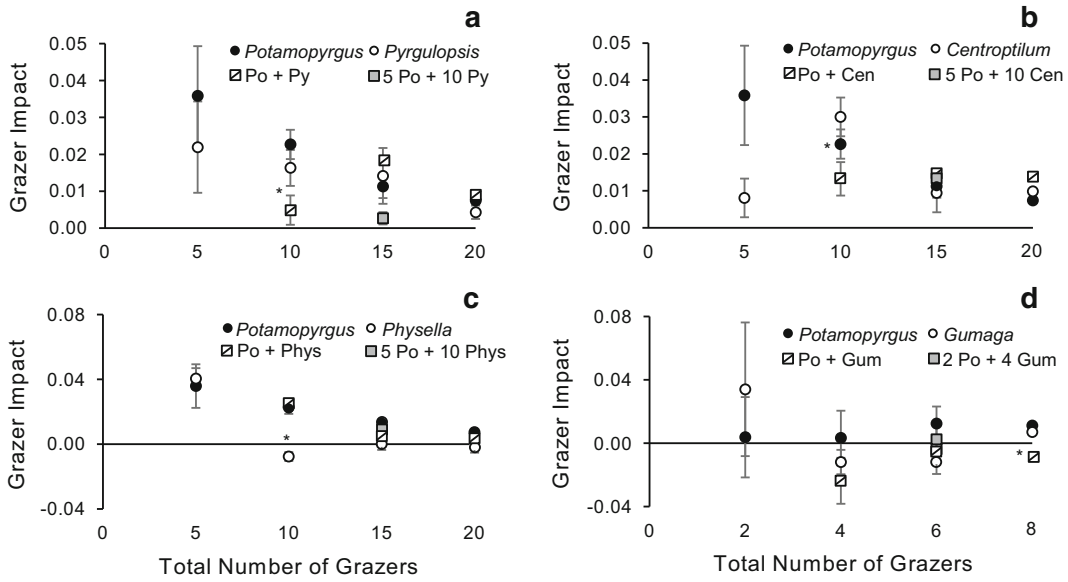 a
Potamopyrgus Pyrgulopsis
Po + Py 5 Po + 10 Py
Grazer Impact
0.05
0.04
0.03
0.02
0.01
0.00
*
0 5 10 15 20
b
Potamopyrgus Centroptilum
Po + Cen 5 Po + 10 Cen
Grazer Impact
0.05
0.04
0.03
0.02
0.01
0.00
*
0 5 10 15 20
c
Potamopyrgus Physella
Po + Phys 5 Po + 10 Phys
Grazer Impact
0.08
0.04
0.00
-0.04
*
0 5 10 15 20
Total Number of Grazers
d
Potamopyrgus Gumaga
Po + Gum 2 Po + 4 Gum
Grazer Impact
0.08
0.04
0.00
-0.04
*
0 2 4 6 8
Total Number of Grazers